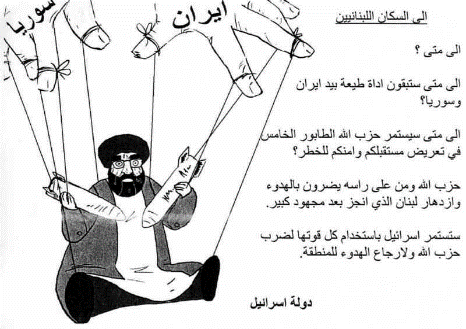 سوريا
ايران
الى السكان اللبنانيين
الى متى ؟
الى متى ستبقون اداة طيعة بيد ايران
وسوريا؟
الى متى سيستمر حزب الله الطابور الخامس
في تعريض مستقبلكم وامنكم للخطر؟
حزب الله ومن على راسه يضرون بالهدوء
وازدهار لبنان الذي انجز بعد مجهود كبير.
ستستمر اسرائيل باستخدام كل قوتها لضرب
حزب الله ولارجاع الهدوء للمنطقة.
دولة اسرائيل